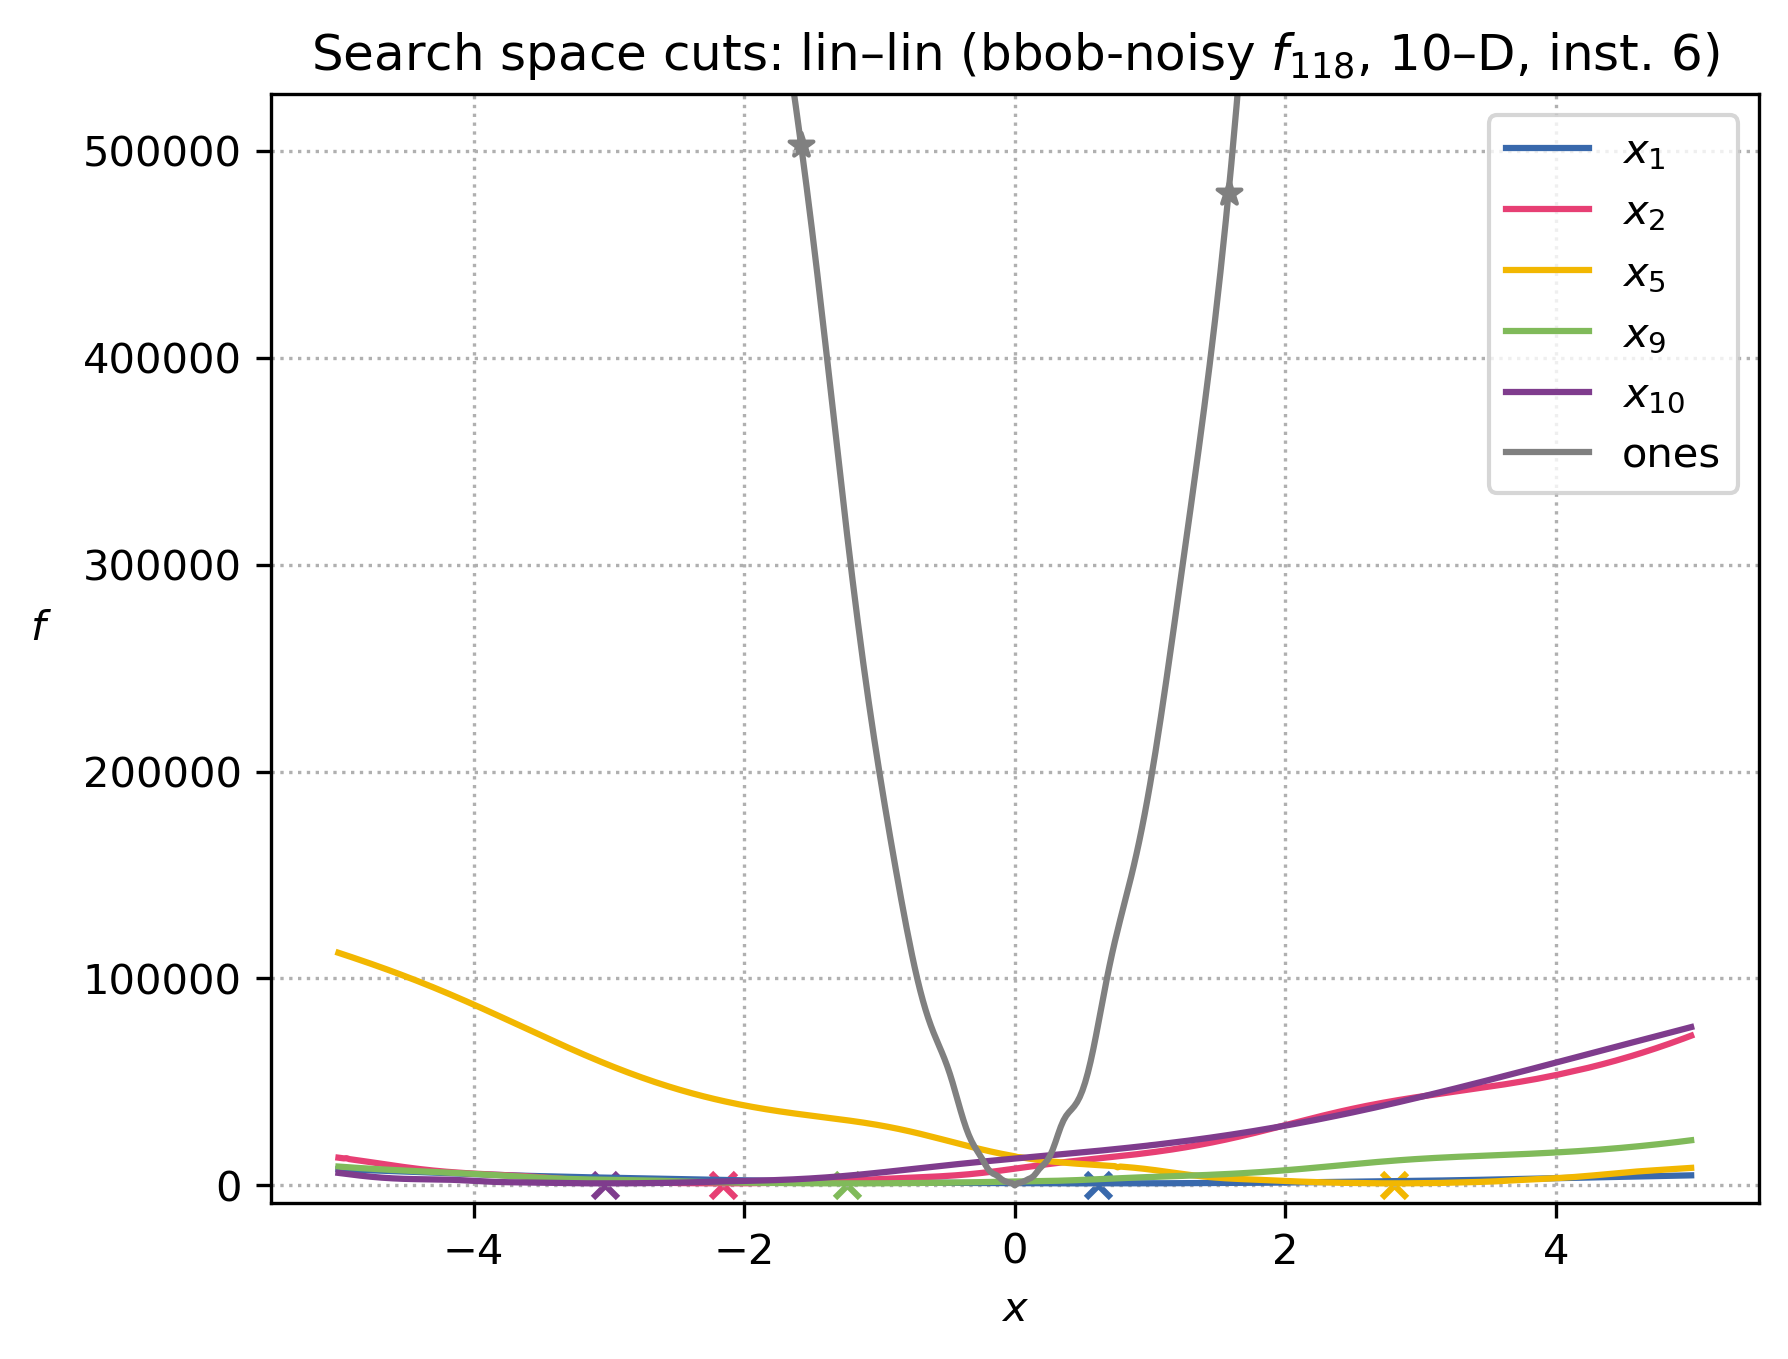 Search space cuts: lin–lin (bbob-noisy f₁₁₈, 10–D, inst. 6)
500000
400000
300000
200000
100000
0
f
−4
−2
0
2
4
x
x₁
x₂
x₅
x₉
x₁₀
ones